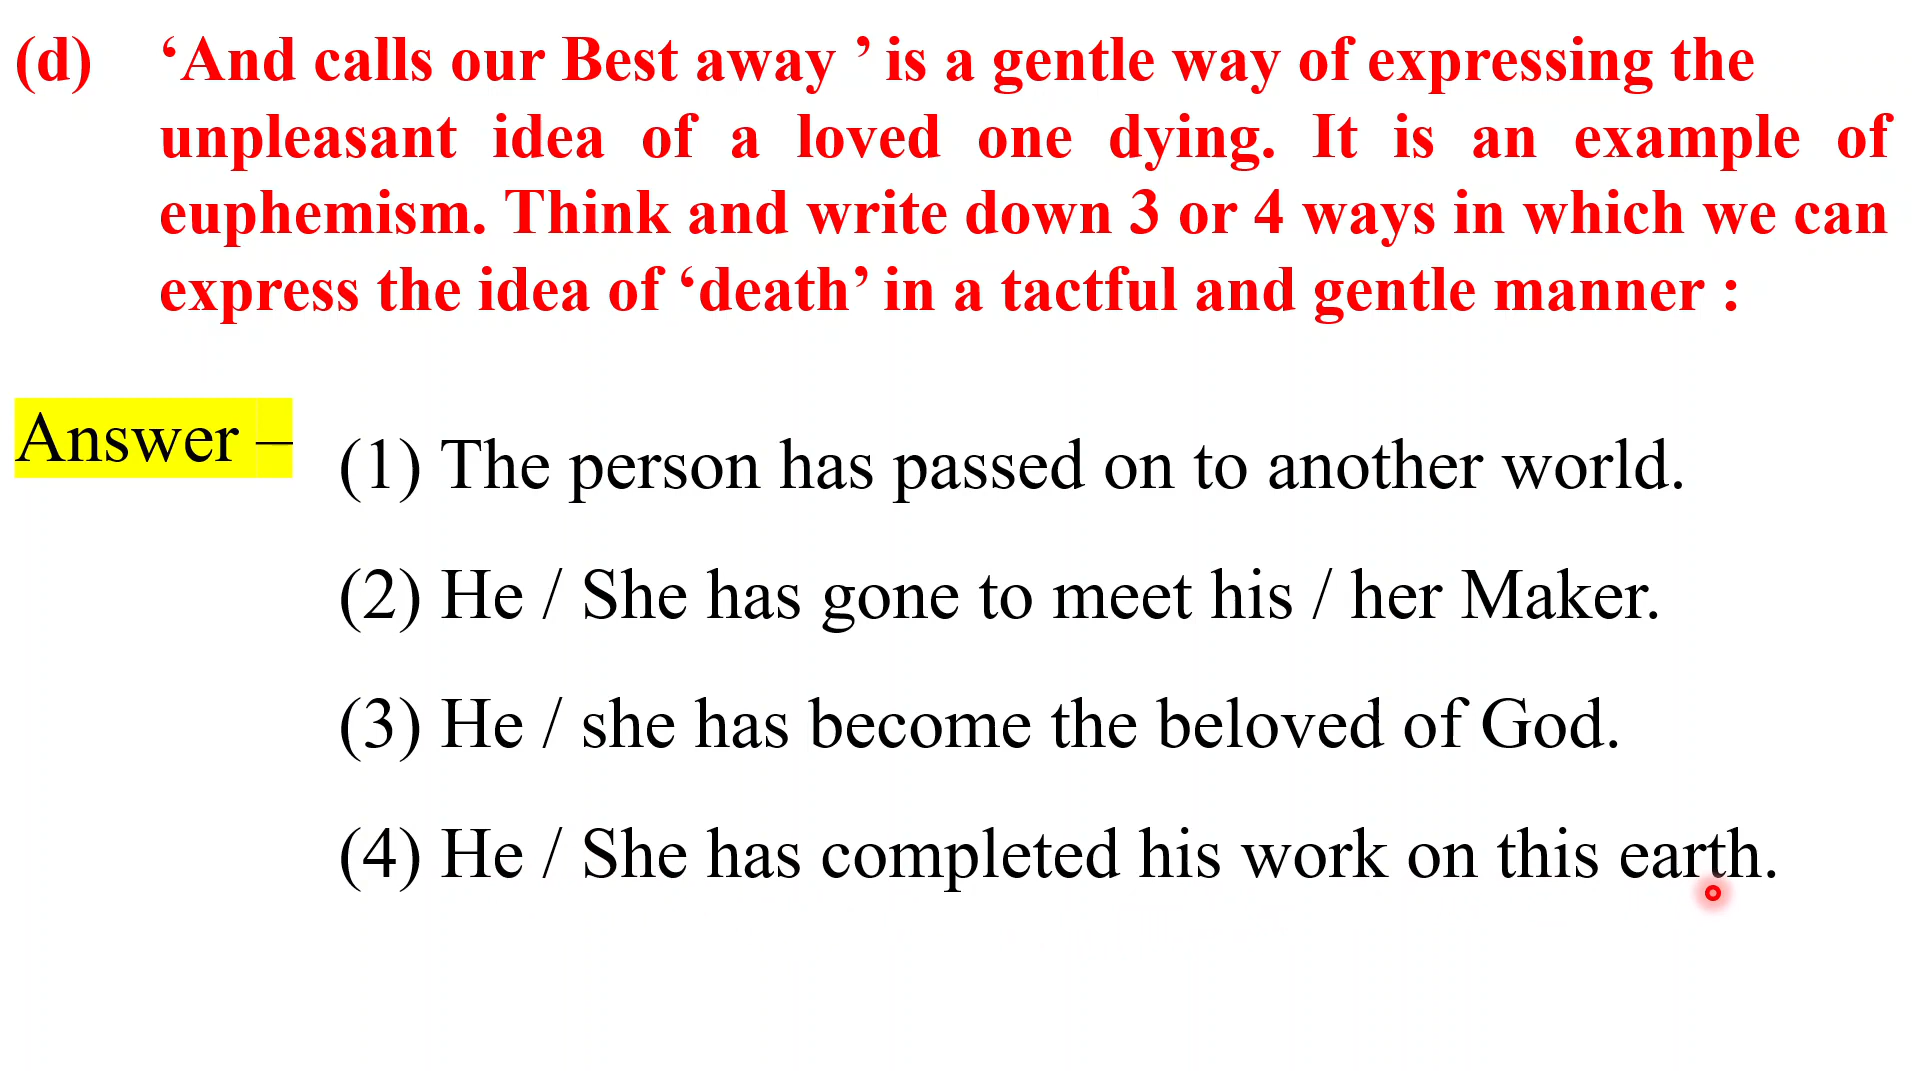 (d) ‘And calls our Best away ’ is a gentle way of expressing the
unpleasant idea of a loved one dying. It is an example of
euphemism. Think and write down 3 or 4 ways in which we can
express the idea of ‘death’ in a tactful and gentle manner :
Answer –
(1) The person has passed on to another world.
(2) He / She has gone to meet his / her Maker.
(3) He / she has become the beloved of God.
(4) He / She has completed his work on this earth.